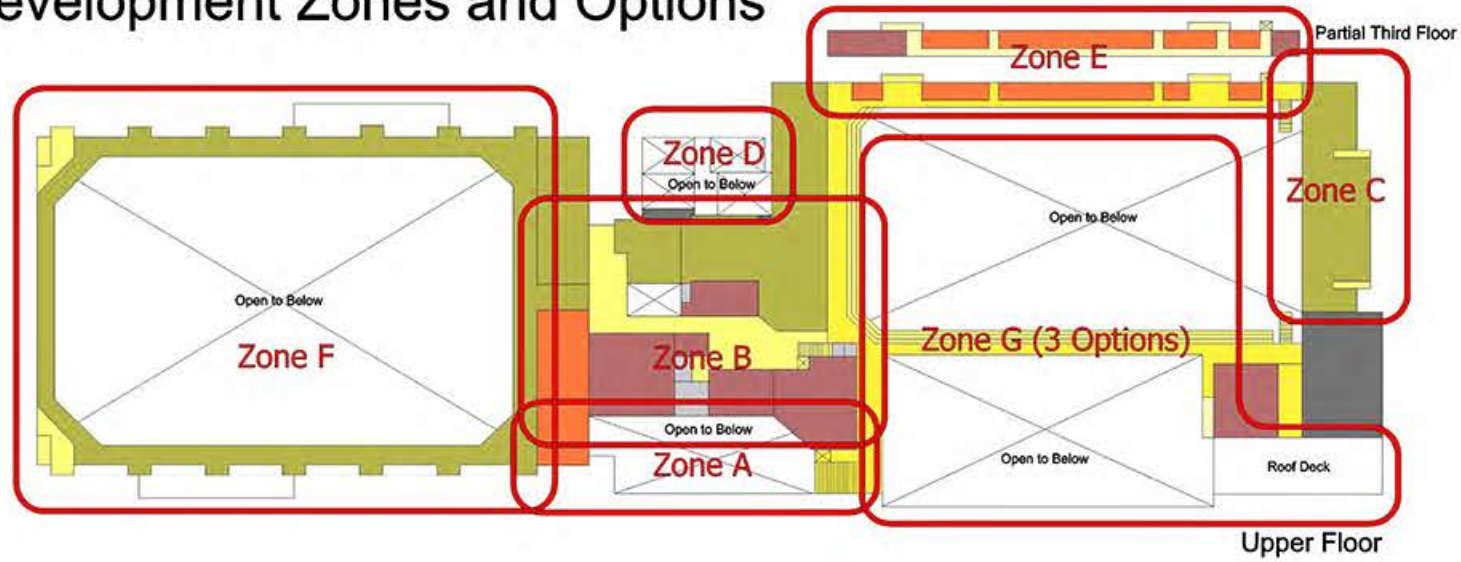 evelopment Zones and Options
Partial Third Floor
Zone E
Zone D
Open to Below
Zone C
Open to Below
Open to Below
Zone F
Zone B
Zone G (3 Options)
Open to Below
Zone A
Open to Below
Roof Deck
Upper Floor